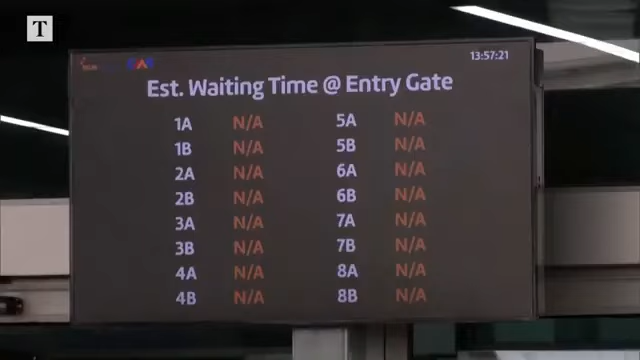 T
13:57:21
Est. Waiting Time @ Entry Gate
1A N/A 5A N/A
1B N/A 5B N/A
2A N/A 6A N/A
2B N/A 6B N/A
3A N/A 7A N/A
3B N/A 7B N/A
4A N/A 8A N/A
4B N/A 8B N/A